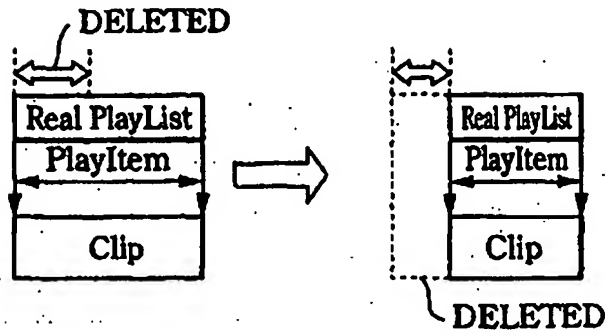 DELETED
Real PlayList
PlayItem
Clip
Real PlayList
PlayItem
Clip
DELETED